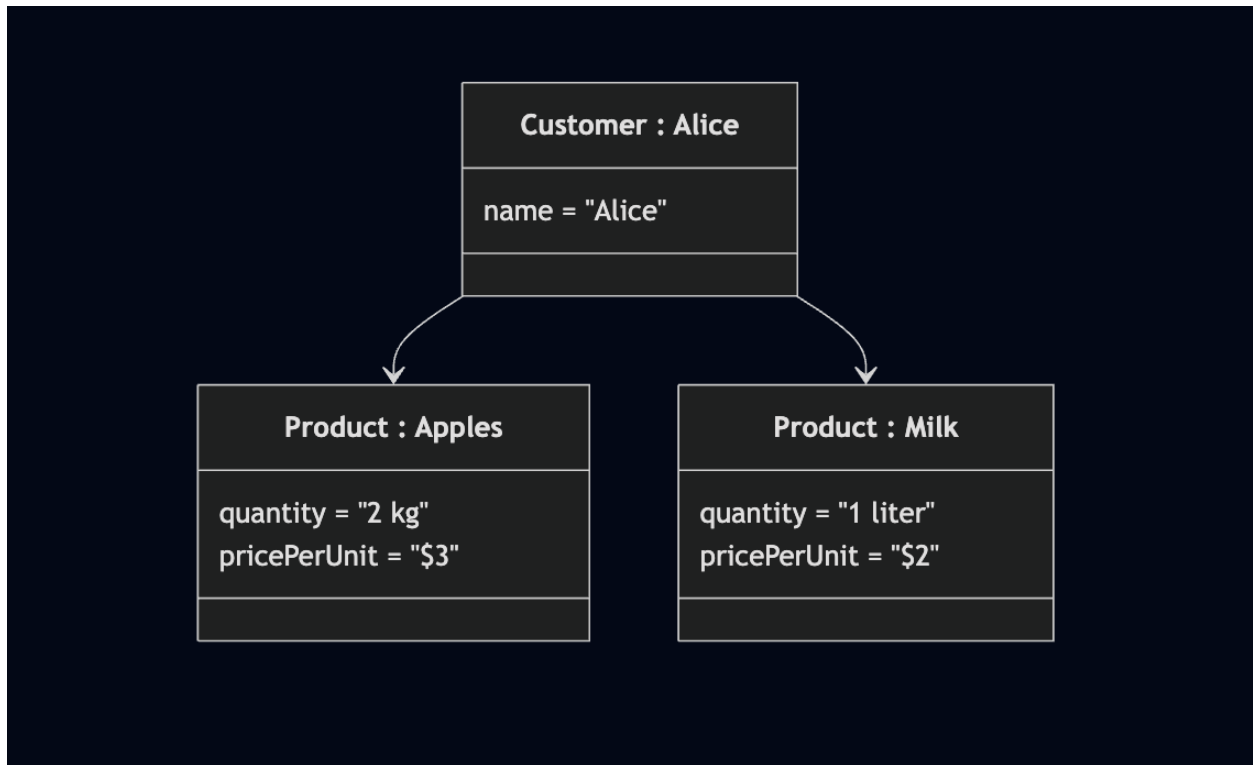 Customer : Alice
name = "Alice"
Product : Apples
quantity = "2 kg"
pricePerUnit = "$3"
Product : Milk
quantity = "1 liter"
pricePerUnit = "$2"